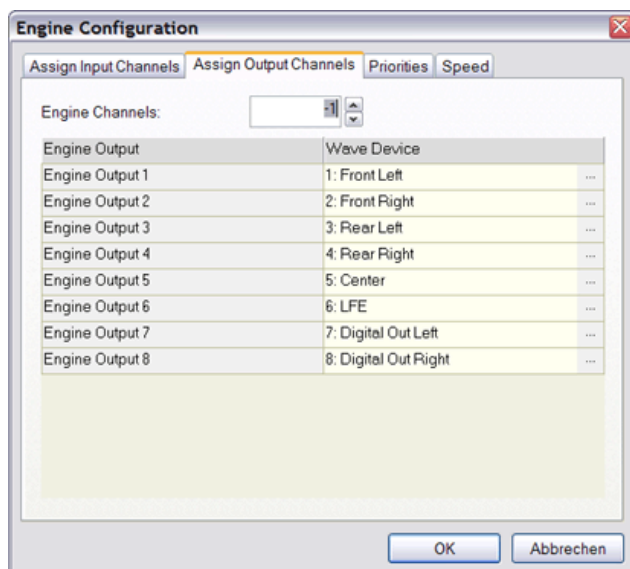 Engine Configuration
Assign Input Channels Assign Output Channels Priorities Speed
Engine Channels: -1
Engine Output Wave Device
Engine Output 1 1: Front Left ...
Engine Output 2 2: Front Right ...
Engine Output 3 3: Rear Left ...
Engine Output 4 4: Rear Right ...
Engine Output 5 5: Center ...
Engine Output 6 6: LFE ...
Engine Output 7 7: Digital Out Left ...
Engine Output 8 8: Digital Out Right ...
OK Abbrechen